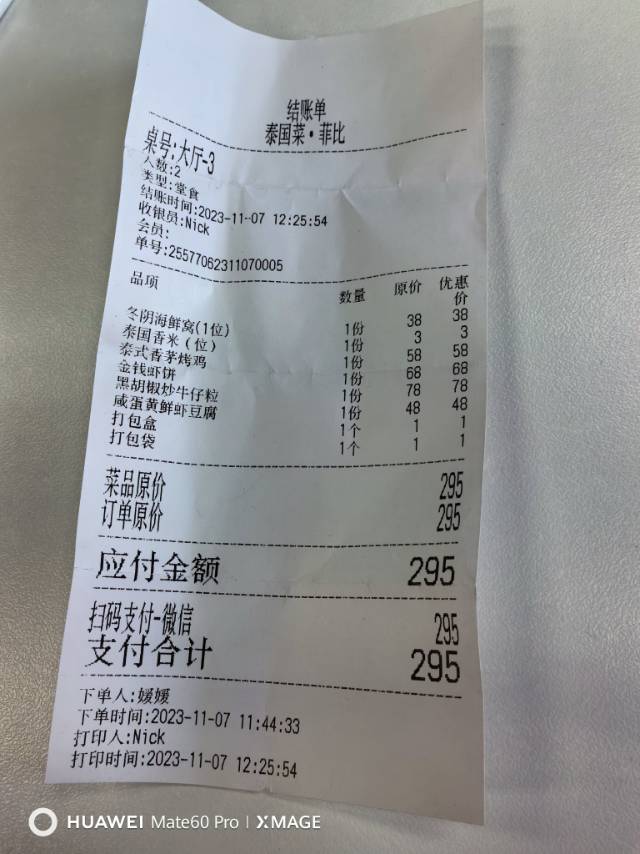 结账单
泰国菜·菲比
桌号:大厅-3
人数:2
类型:堂食
结账时间:2023-11-07 12:25:54
收银员:Nick
会员:
单号:25577062311070005
品项 数量 原价 优惠价
冬阴海鲜窝(1位) 1份 38 38
泰国香米(位) 1份 3 3
泰式香茅烤鸡 1份 58 58
金钱虾饼 1份 68 68
黑胡椒炒牛仔粒 1份 78 78
咸蛋黄鲜虾豆腐 1份 48 48
打包盒 1个 1 1
打包袋 1个 1 1
菜品原价 295
订单原价 295
应付金额 295
扫码支付-微信 295
支付合计 295
下单人:媛媛
下单时间:2023-11-07 11:44:33
打印人:Nick
打印时间:2023-11-07 12:25:54
HUAWEI Mate60 Pro | XMAGE